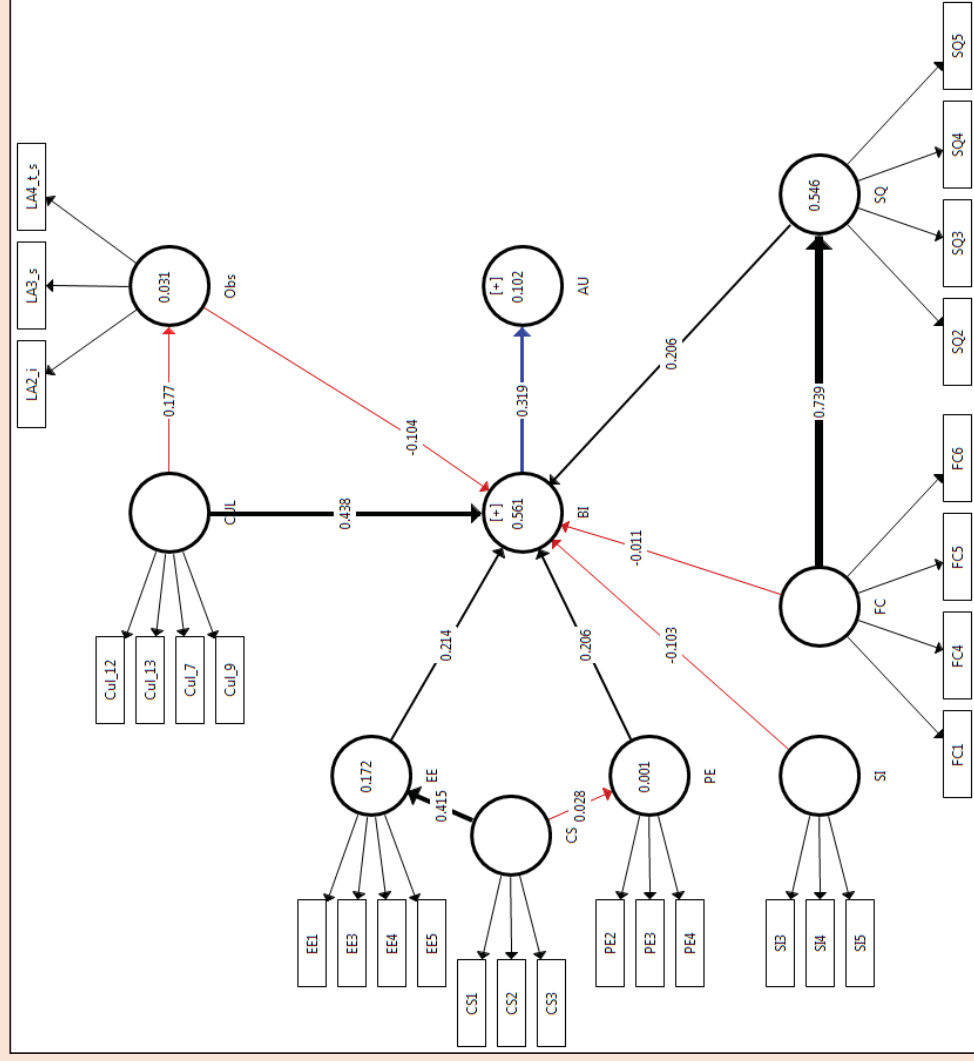 LA2_i
LA3_s
LA4_t_s
0.031
Obs
0.177
CUL
Cul_12
Cul_13
Cul_7
Cul_9
-0.104
0.438
[+]
0.102
AU
0.319
[+]
0.561
BI
0.172
EE
0.214
0.415
EE1
EE3
EE4
EE5
CS
CS1
CS2
CS3
0.028
0.001
PE
0.206
PE2
PE3
PE4
0.206
-0.011
-0.103
SI
SI3
SI4
SI5
FC
0.739
0.546
SQ
FC1
FC4
FC5
FC6
SQ2
SQ3
SQ4
SQ5